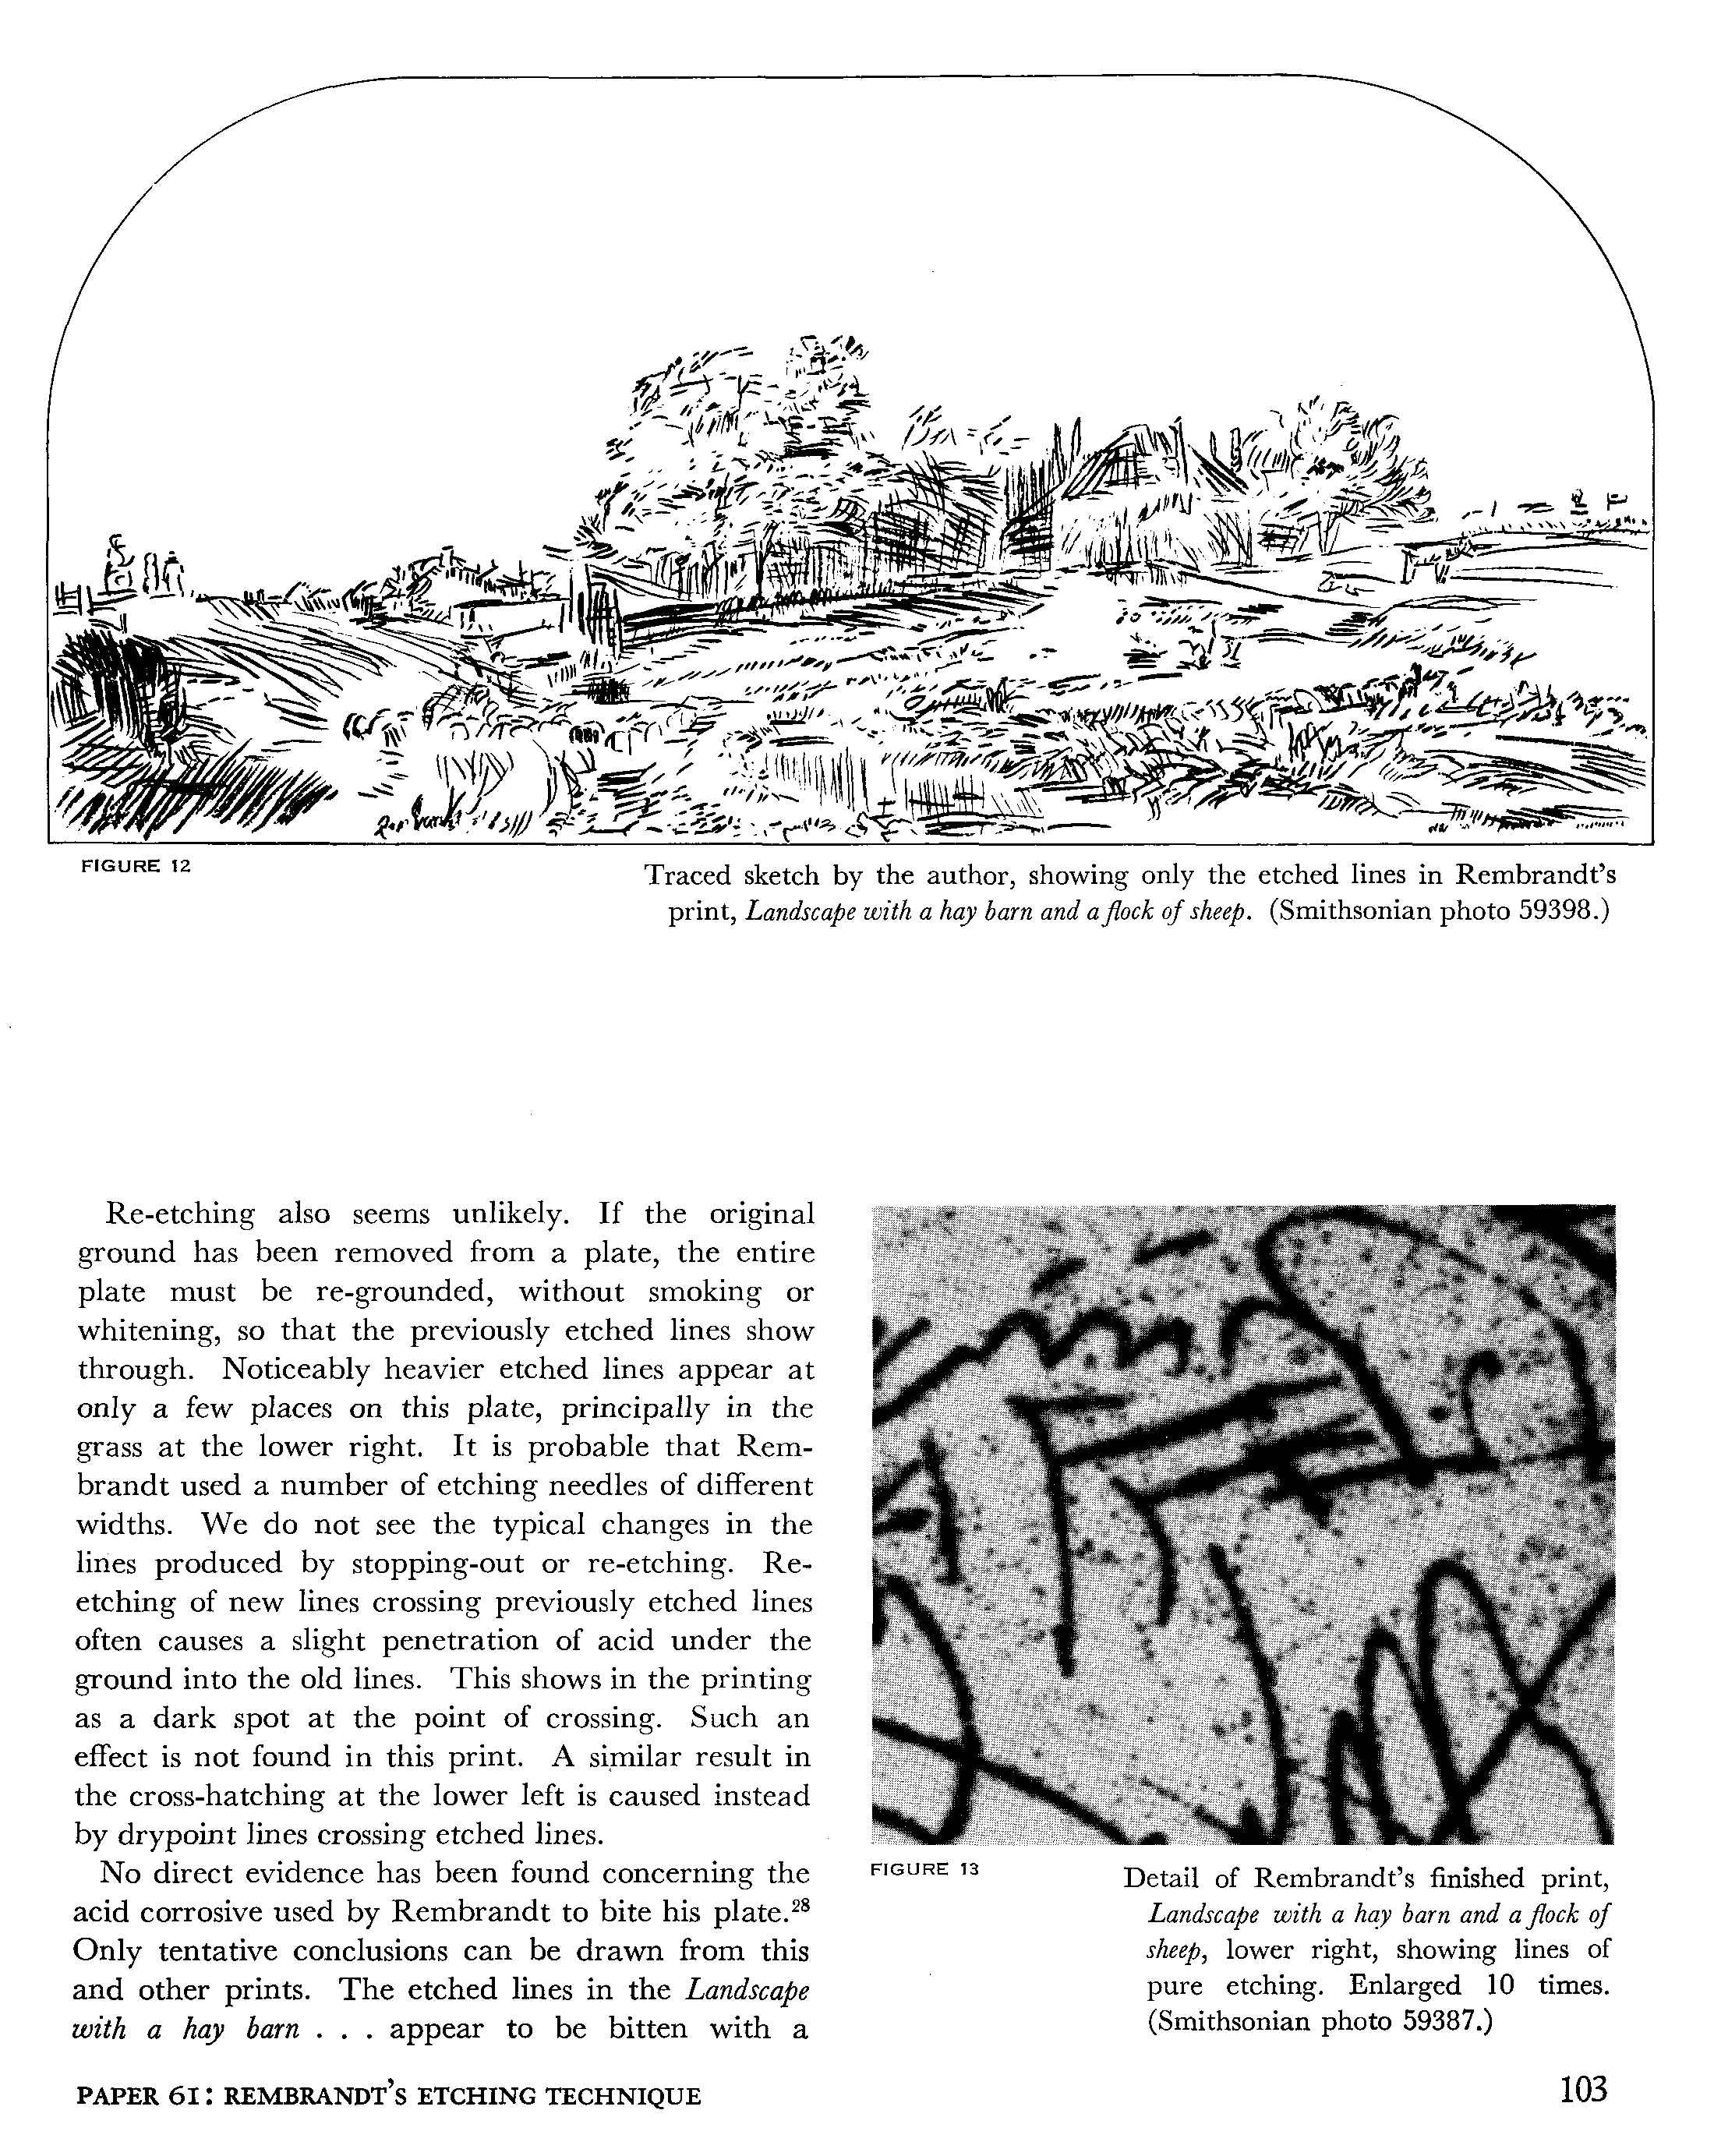 FIGURE 12
Traced sketch by the author, showing only the etched lines in Rembrandt's
print, Landscape with a hay barn and a flock of sheep. (Smithsonian photo 59398.)
Re-etching also seems unlikely. If the original
ground has been removed from a plate, the entire
plate must be re-grounded, without smoking or
whitening, so that the previously etched lines show
through. Noticeably heavier etched lines appear at
only a few places on this plate, principally in the
grass at the lower right. It is probable that Rem-
brandt used a number of etching needles of different
widths. We do not see the typical changes in the
lines produced by stopping-out or re-etching. Re-
etching of new lines crossing previously etched lines
often causes a slight penetration of acid under the
ground into the old lines. This shows in the printing
as a dark spot at the point of crossing. Such an
effect is not found in this print. A similar result in
the cross-hatching at the lower left is caused instead
by drypoint lines crossing etched lines.
No direct evidence has been found concerning the
acid corrosive used by Rembrandt to bite his plate.28
Only tentative conclusions can be drawn from this
and other prints. The etched lines in the Landscape
with a hay barn . . . appear to be bitten with a
FIGURE 13
Detail of Rembrandt's finished print,
Landscape with a hay barn and a flock of
sheep, lower right, showing lines of
pure etching. Enlarged 10 times.
(Smithsonian photo 59387.)
PAPER 61: REMBRANDT'S ETCHING TECHNIQUE
103